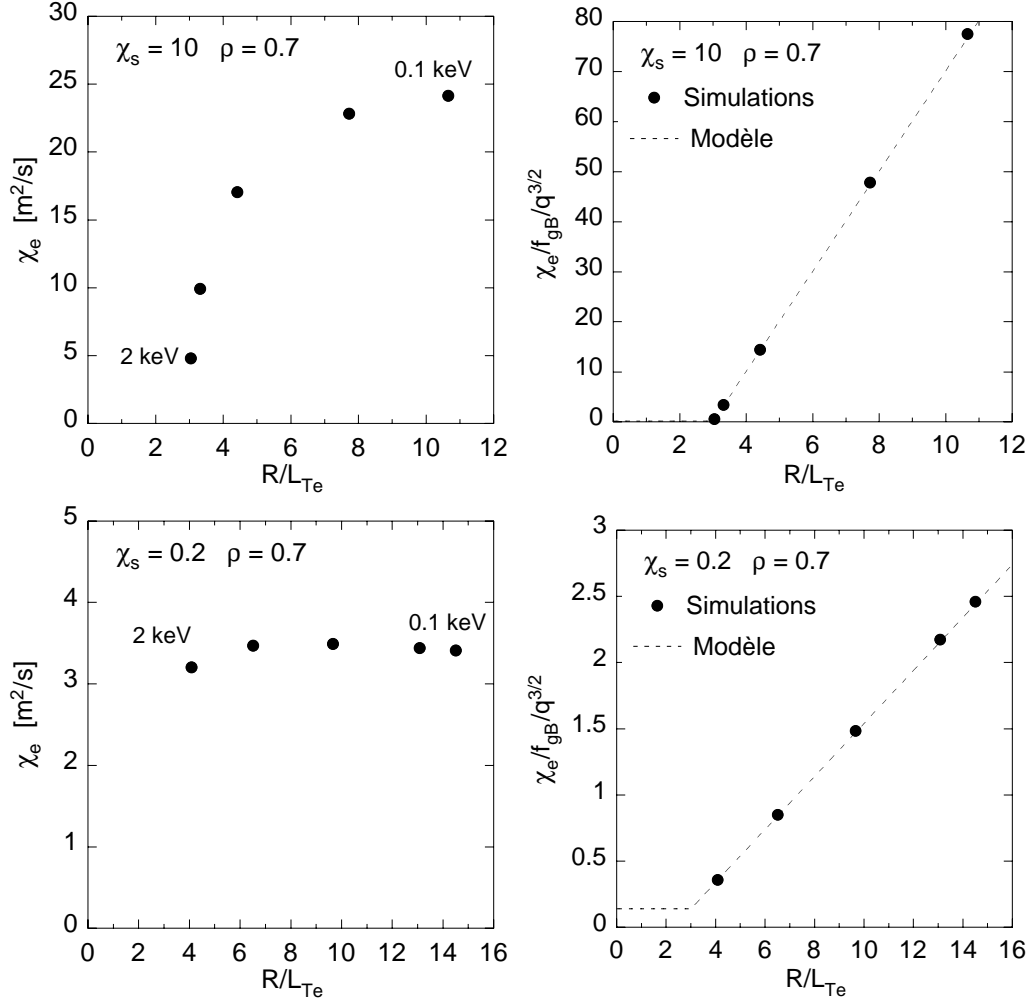 χs = 10 ρ = 0.7
0.1 keV
2 keV
χe [m²/s]
0 5 10 15 20 25 30
0 2 4 6 8 10 12
R/LTe
χs = 10 ρ = 0.7
Simulations
Modèle
χe/fgB/q^3/2
0 10 20 30 40 50 60 70 80
0 2 4 6 8 10 12
R/LTe
χs = 0.2 ρ = 0.7
2 keV
0.1 keV
χe [m²/s]
0 1 2 3 4 5
0 2 4 6 8 10 12 14 16
R/LTe
χs = 0.2 ρ = 0.7
Simulations
Modèle
χe/fgB/q^3/2
0 0.5 1 1.5 2 2.5 3
0 2 4 6 8 10 12 14 16
R/LTe